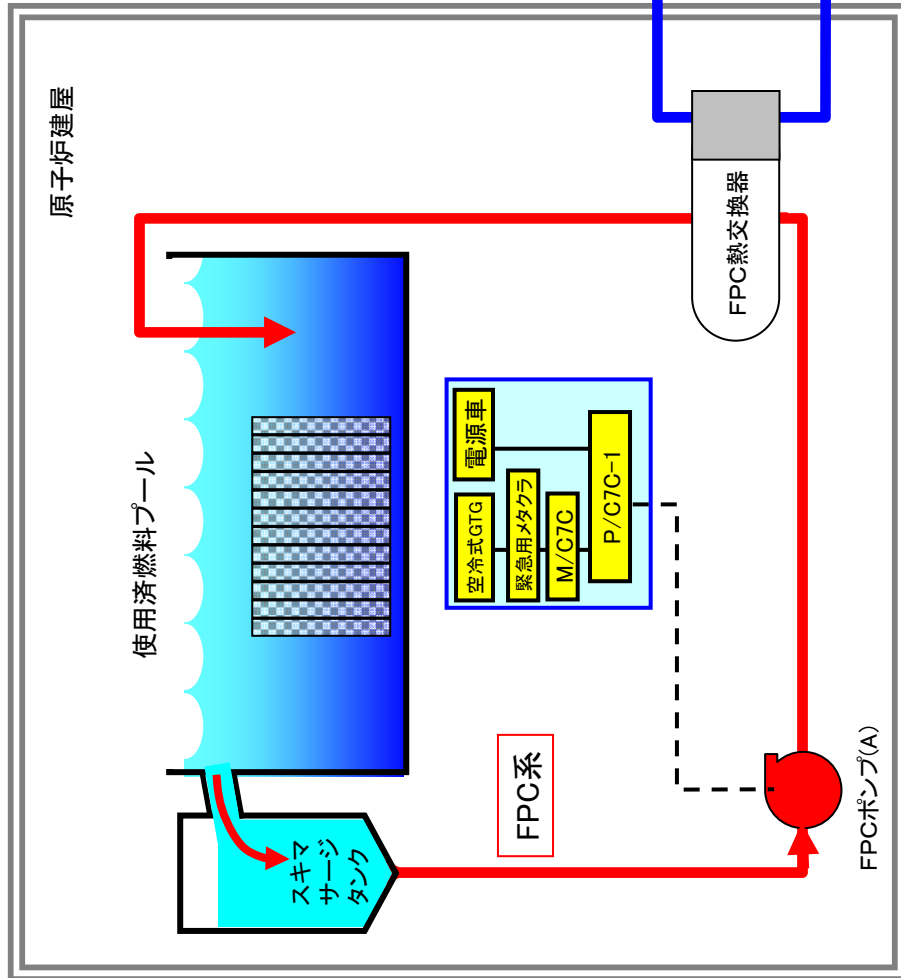 原子炉建屋
使用済燃料プール
スキマ
サージ
タンク
FPC系
空冷式GTG
電源車
緊急用メタクラ
M/C7C
P/C7C-1
FPC熱交換器
FPCポンプ(A)